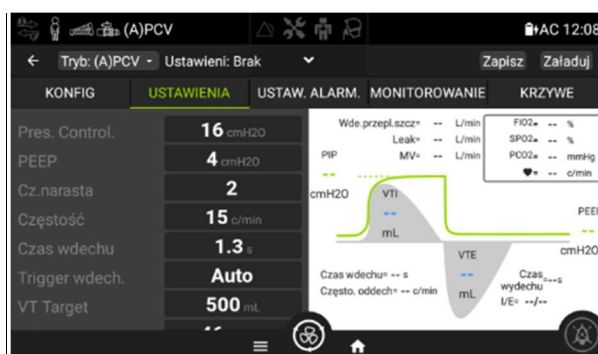 (A)PCV AC 12:08
← Tryb: (A)PCV Ustawieni: Brak Zapisz Załaduj
KONFIG USTAWIENIA USTAW. ALARM. MONITOROWANIE KRZYWE
Pres. Control. 16 cmH2O
PEEP 4 cmH2O
Cz.narasta 2
Częstość 15 c/min
Czas wdechu 1.3 s
Trigger wdech. Auto
VT Target 500 mL
Wde.przepl.szcz= -- L/min
Leak= -- L/min
MV= -- L/min
FIO2= -- %
SPO2= -- %
PCO2= -- mmHg
♥= -- c/min
PIP
--
cmH2O
VTI
--
mL
PEEP
--
cmH2O
VTE
--
mL
Czas wdechu= -- s
Często. oddech= -- c/min
Czas wydechu =--s
I/E= --/--